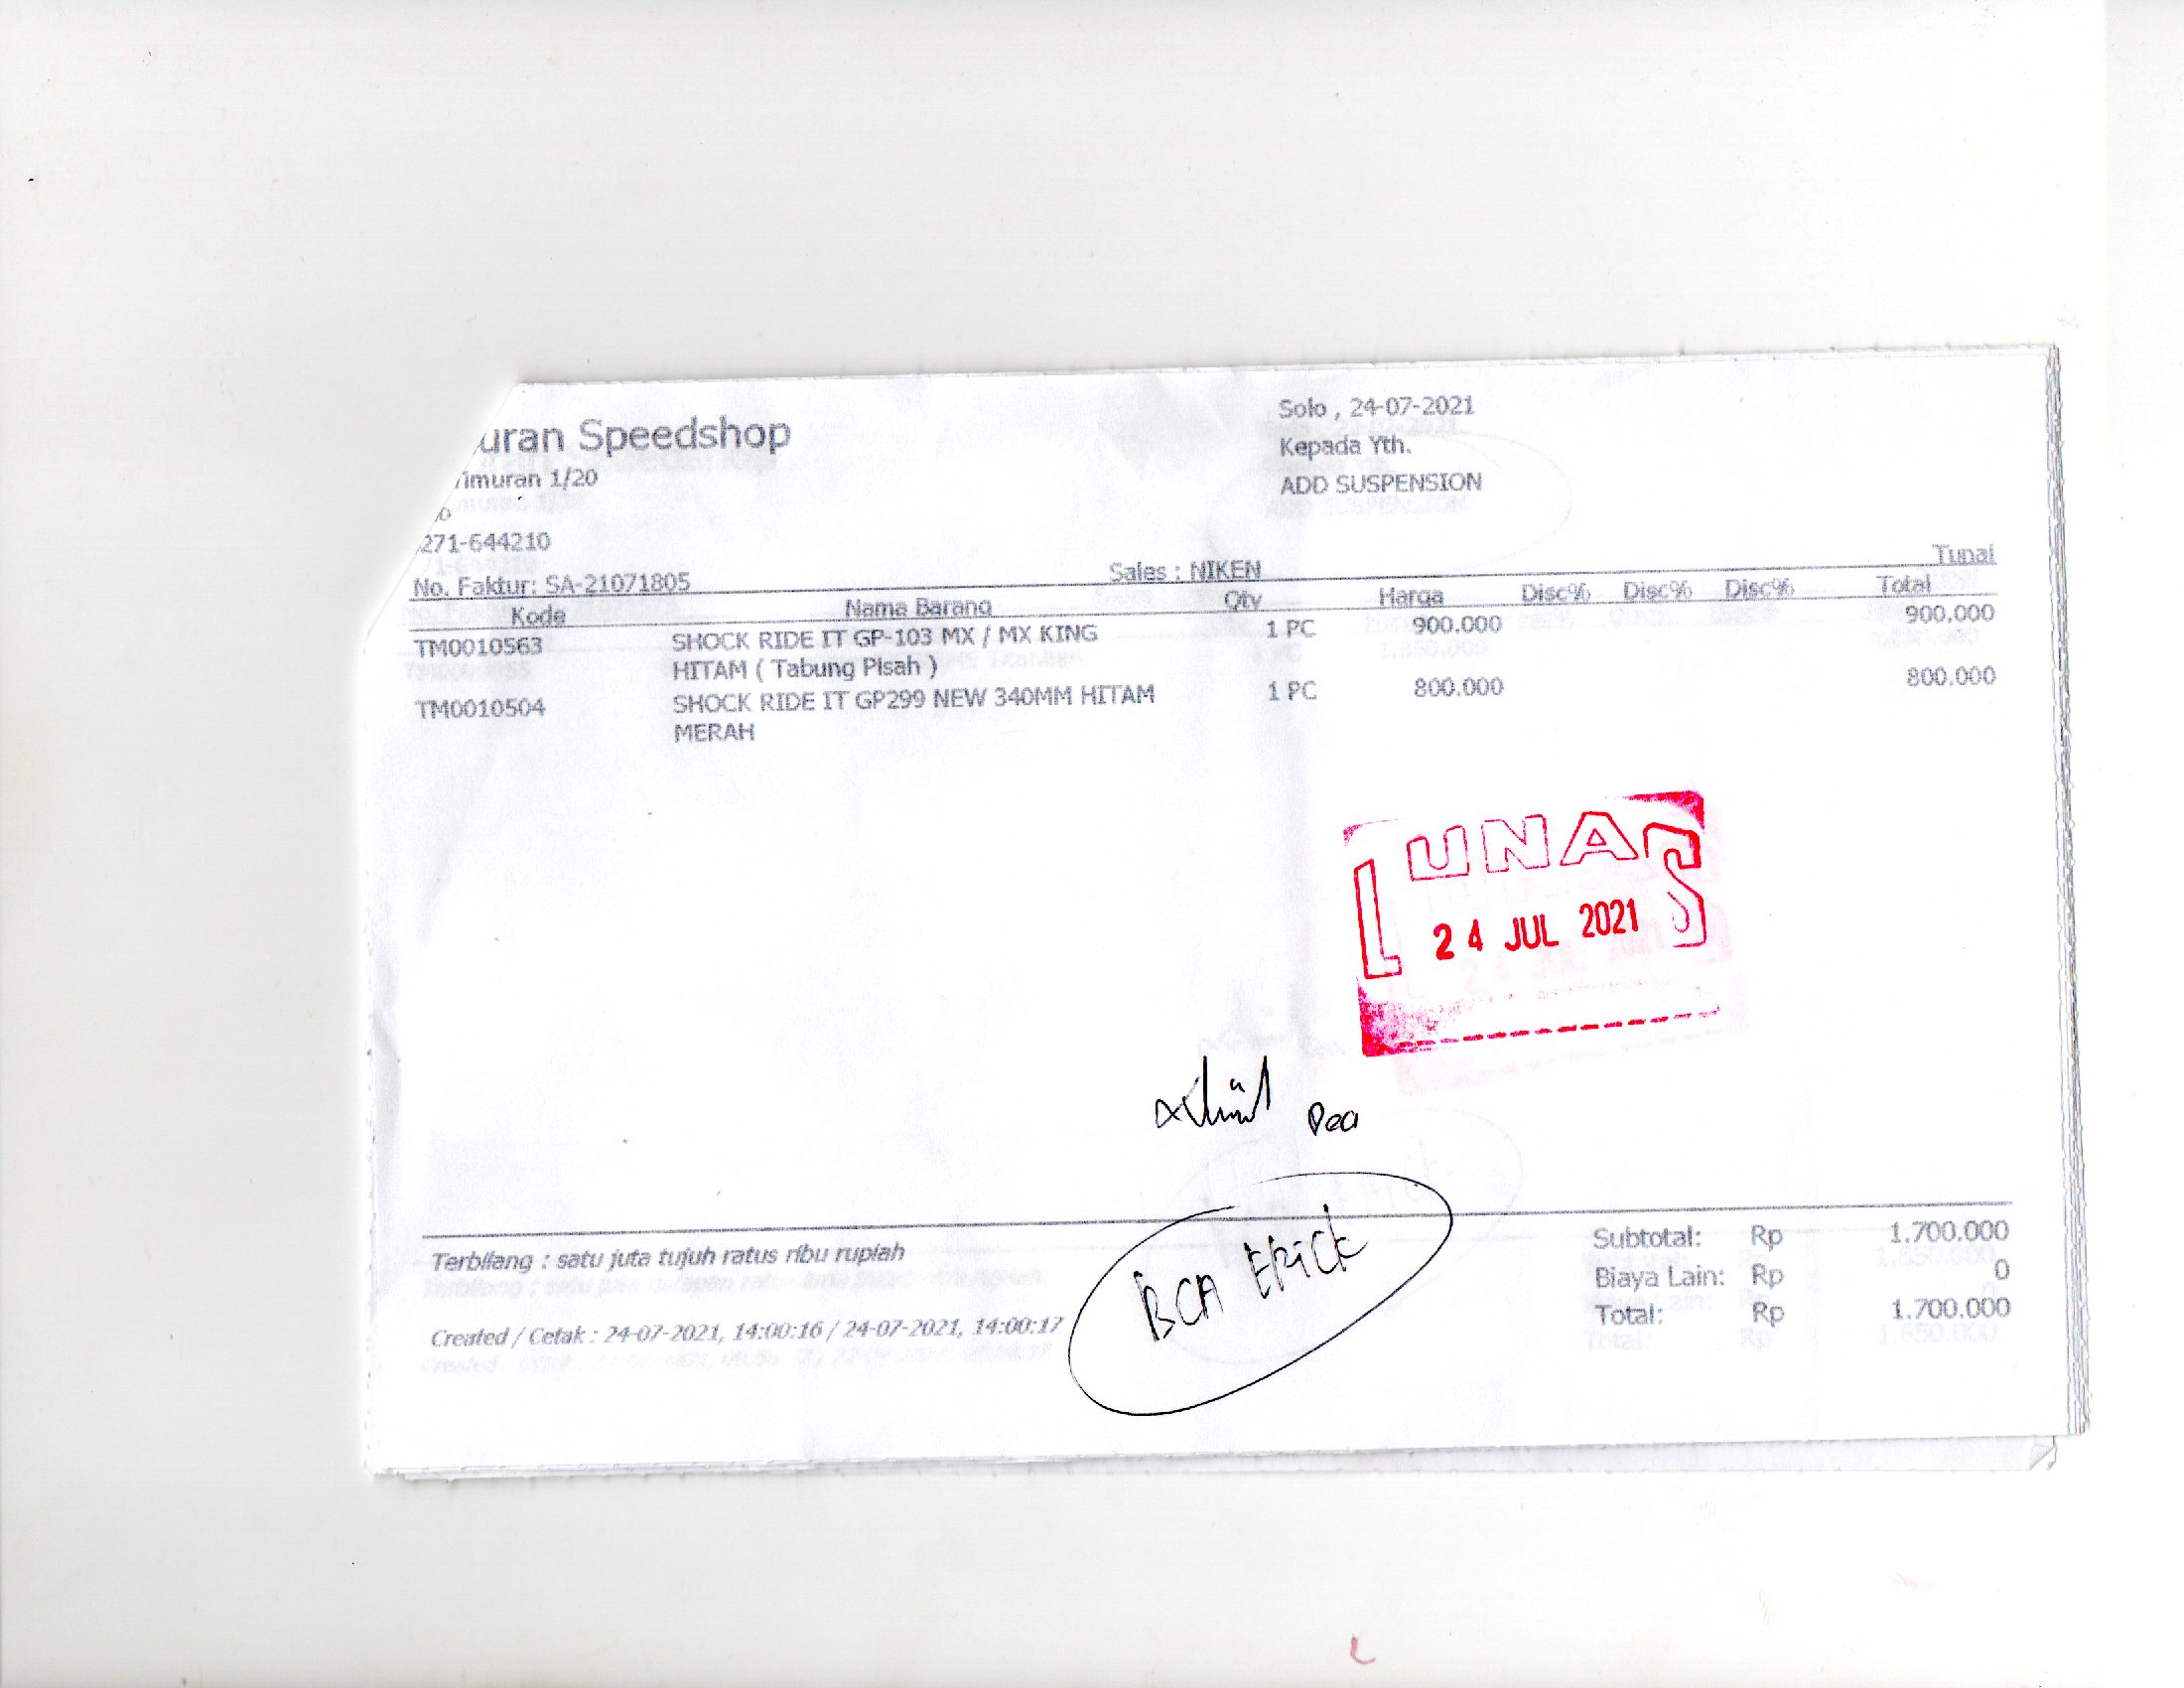 uran Speedshop
imuran 1/20
271-644210
Solo , 24-07-2021
Kepada Yth.
ADD SUSPENSION
No. Faktur: SA-21071805 Sales : NIKEN Tunai
Kode Nama Barang Qty Harga Disc% Disc% Disc% Total
TM0010563 SHOCK RIDE IT GP-103 MX / MX KING 1 PC 900.000 900.000
HITAM ( Tabung Pisah )
TM0010504 SHOCK RIDE IT GP299 NEW 340MM HITAM 1 PC 800.000 800.000
MERAH
LUNAS
24 JUL 2021
BCA ERICK
Terbilang : satu juta tujuh ratus ribu rupiah
Created / Cetak : 24-07-2021, 14:00:16 / 24-07-2021, 14:00:17
Subtotal: Rp 1.700.000
Biaya Lain: Rp 0
Total: Rp 1.700.000